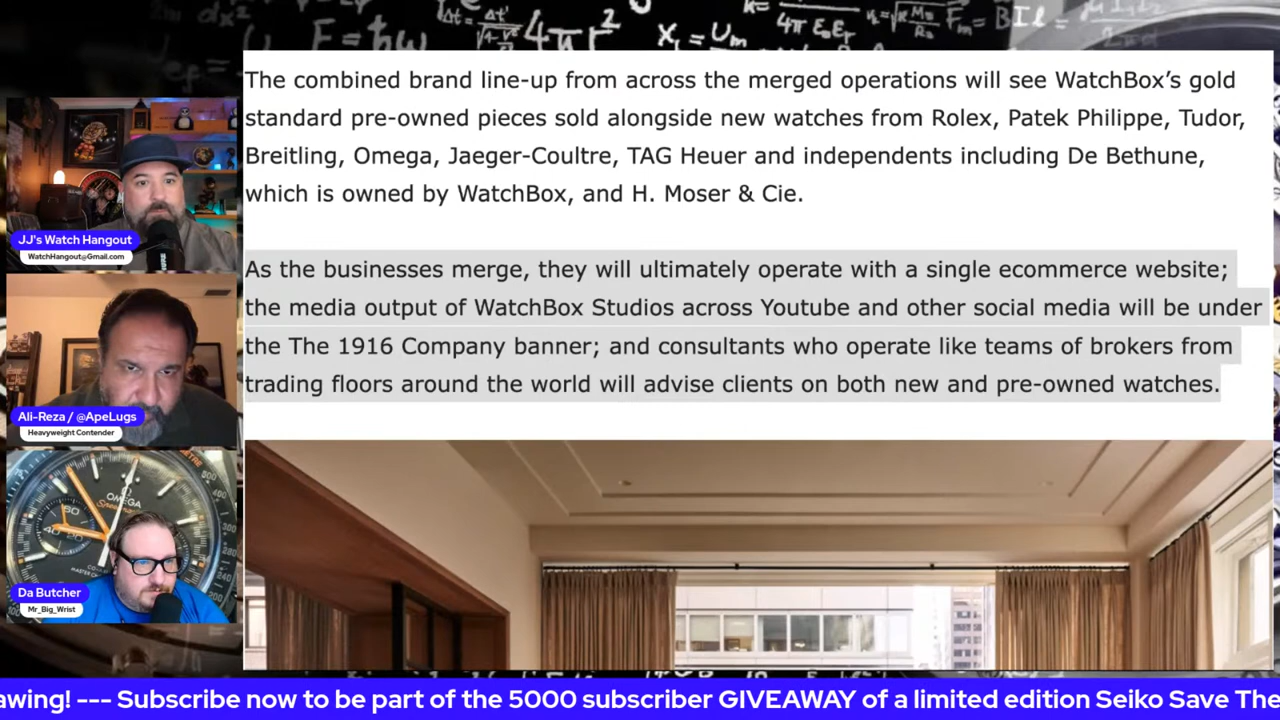 The combined brand line-up from across the merged operations will see WatchBox’s gold
standard pre-owned pieces sold alongside new watches from Rolex, Patek Philippe, Tudor,
Breitling, Omega, Jaeger-Coultre, TAG Heuer and independents including De Bethune,
which is owned by WatchBox, and H. Moser & Cie.
As the businesses merge, they will ultimately operate with a single ecommerce website;
the media output of WatchBox Studios across Youtube and other social media will be under
the The 1916 Company banner; and consultants who operate like teams of brokers from
trading floors around the world will advise clients on both new and pre-owned watches.
JJ's Watch Hangout
WatchHangout@Gmail.com
Ali-Reza / @ApeLugs
Heavyweight Contender
OMEGA
Da Butcher
Mr_Big_Wrist
awing! --- Subscribe now to be part of the 5000 subscriber GIVEAWAY of a limited edition Seiko Save The